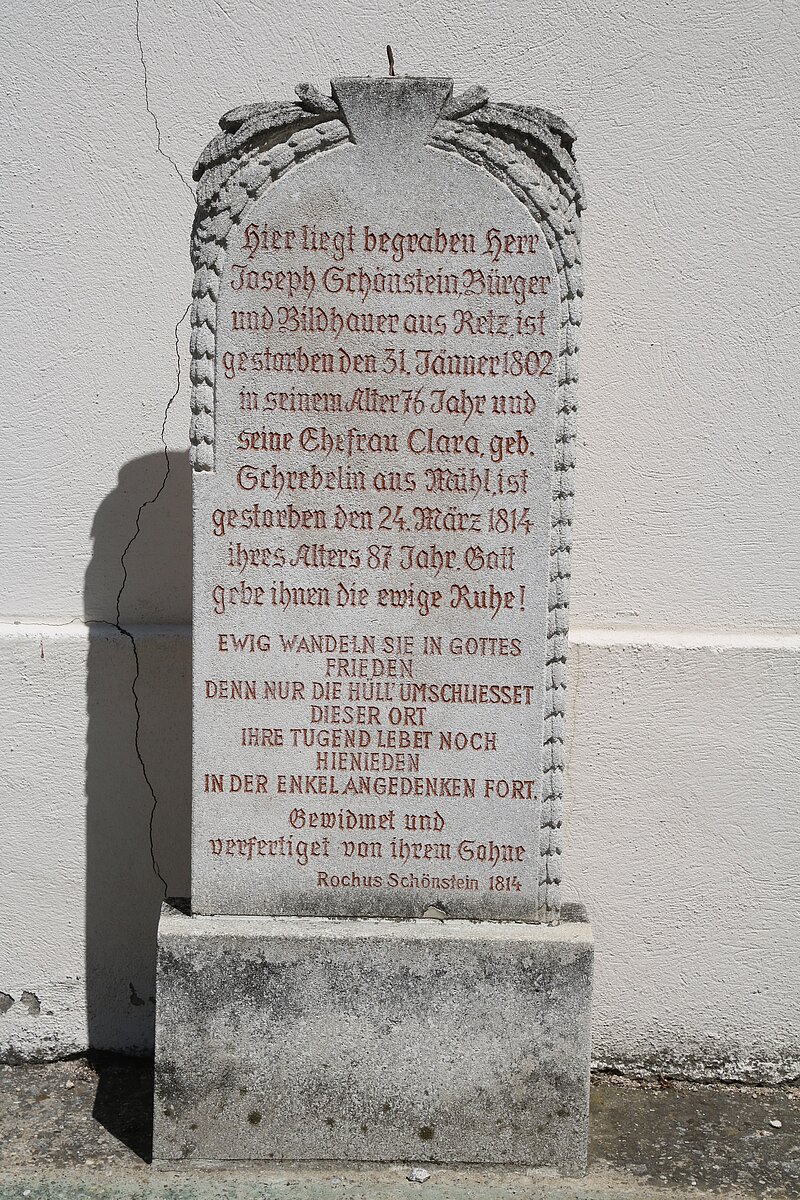 Hier liegt begraben Herr
Joseph Schönstein, Bürger
und Bildhauer aus Retz, ist
gestorben den 31. Jänner 1802
in seinem Alter 76 Jahr und
seine Ehefrau Clara, geb.
Schrebelin aus Mühl, ist
gestorben den 24. März 1814
ihres Alters 87 Jahr. Gott
gebe ihnen die ewige Ruhe!
EWIG WANDELN SIE IN GOTTES
FRIEDEN
DENN NUR DIE HÜLL' UMSCHLIESSET
DIESER ORT
IHRE TUGEND LEBET NOCH
HIENIEDEN
IN DER ENKEL ANGEDENKEN FORT.
Gewidmet und
verfertiget von ihrem Sohne
Rochus Schönstein 1814